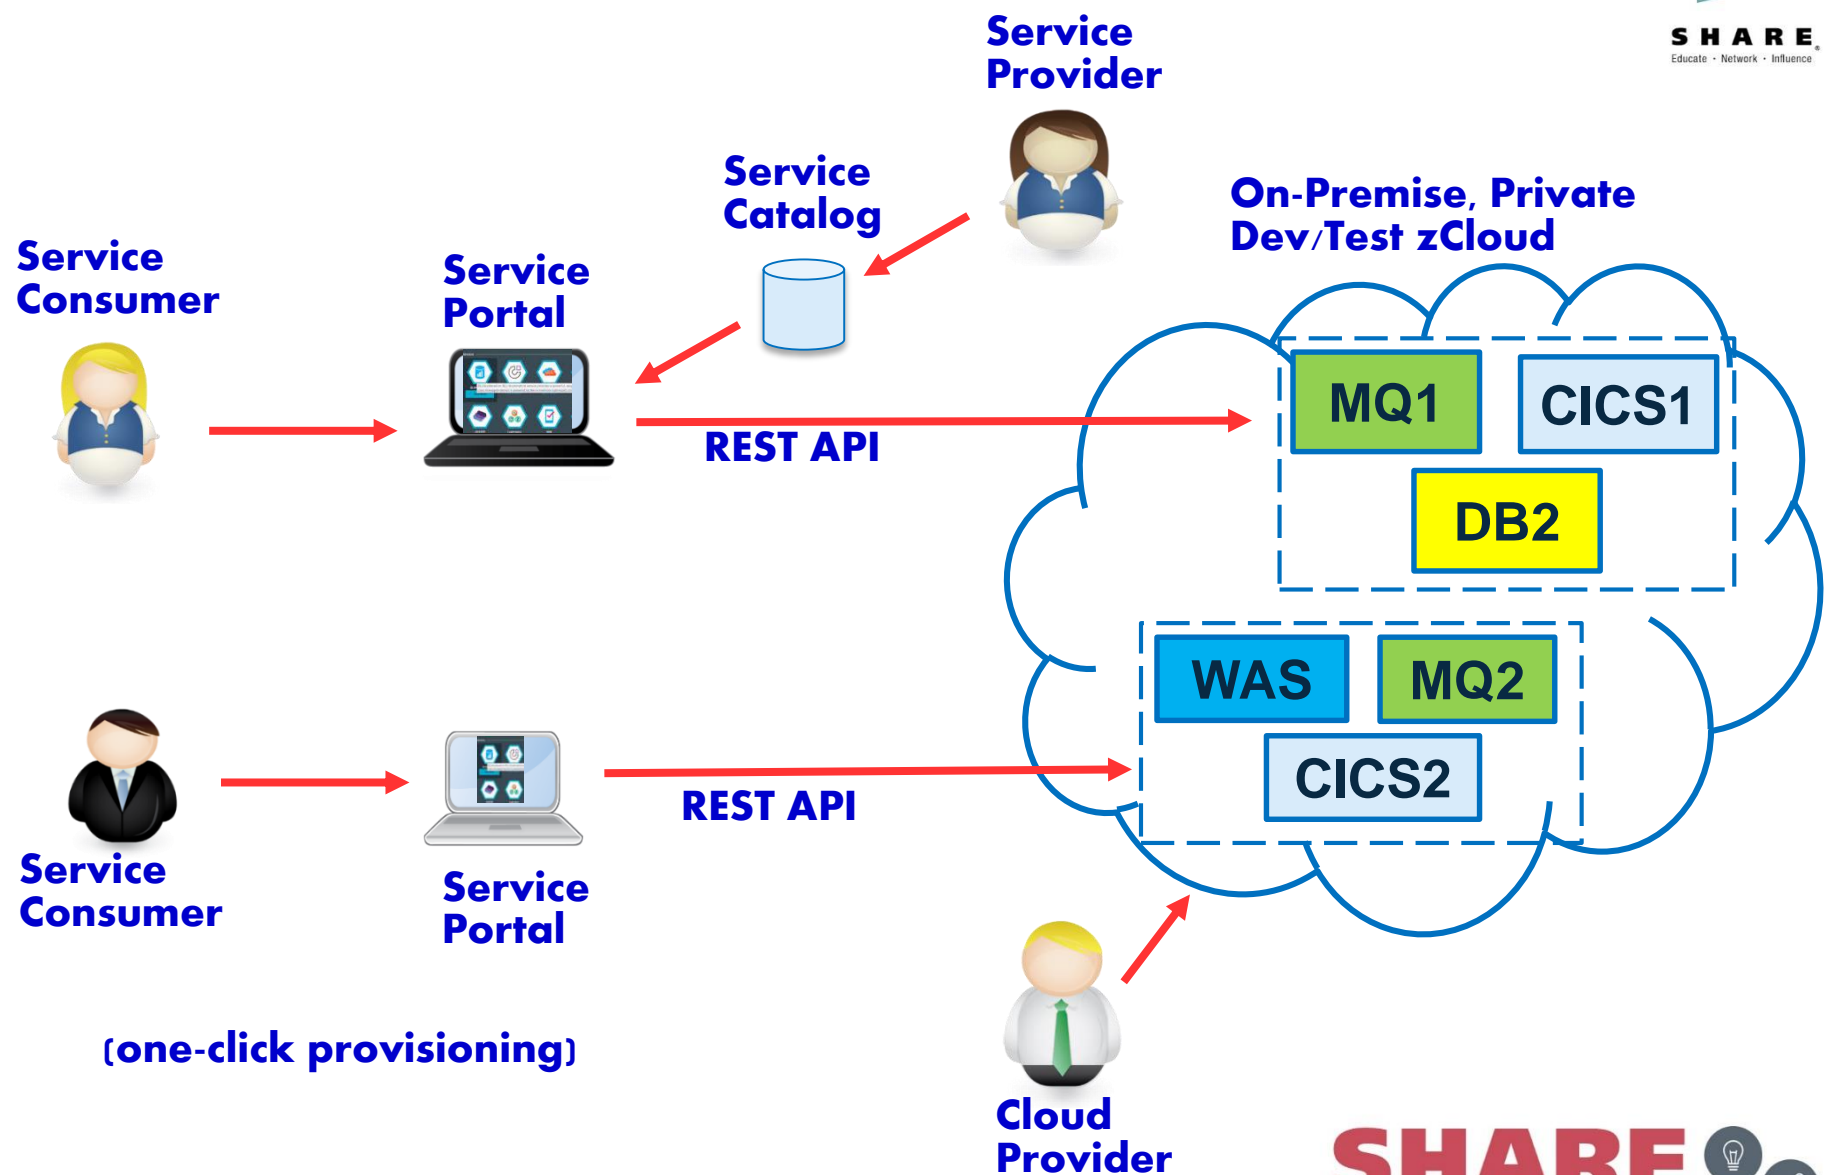 SHARE
Educate · Network · Influence
Service
Provider
Service
Catalog
On-Premise, Private
Dev/Test zCloud
Service
Consumer
Service
Portal
MQ1
CICS1
REST API
DB2
WAS
MQ2
CICS2
REST API
Service
Consumer
Service
Portal
(one-click provisioning)
Cloud
Provider
SHARE